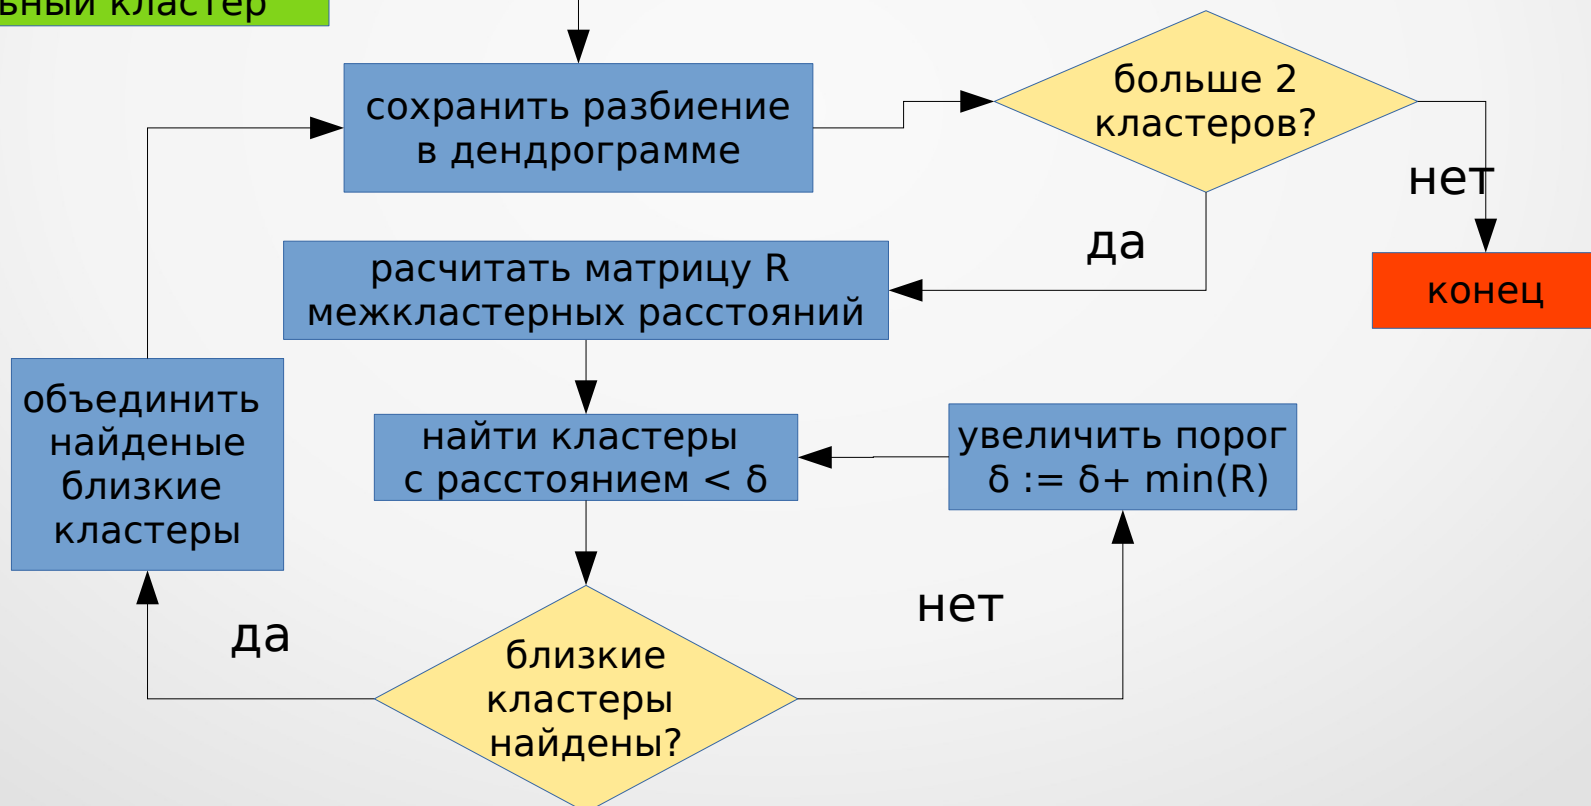 кластер
сохранить разбиение
в дендрограмме
больше 2
кластеров?
нет
да
расчитать матрицу R
межкластерных расстояний
конец
объединить
найденые
близкие
кластеры
найти кластеры
с расстоянием < δ
увеличить порог
δ := δ+ min(R)
да
нет
близкие
кластеры
найдены?